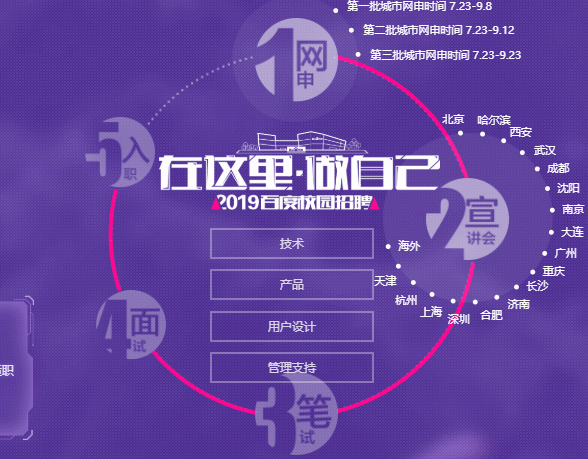 第一批城市网申时间 7.23-9.8
第二批城市网申时间 7.23-9.12
第三批城市网申时间 7.23-9.23
1网申
北京
哈尔滨
西安
武汉
成都
沈阳
南京
大连
广州
重庆
长沙
济南
合肥
深圳
上海
杭州
天津
海外
2宣讲会
5入职
在这里·做自己
2019百度校园招聘
技术
产品
用户设计
管理支持
4面试
3笔试
职